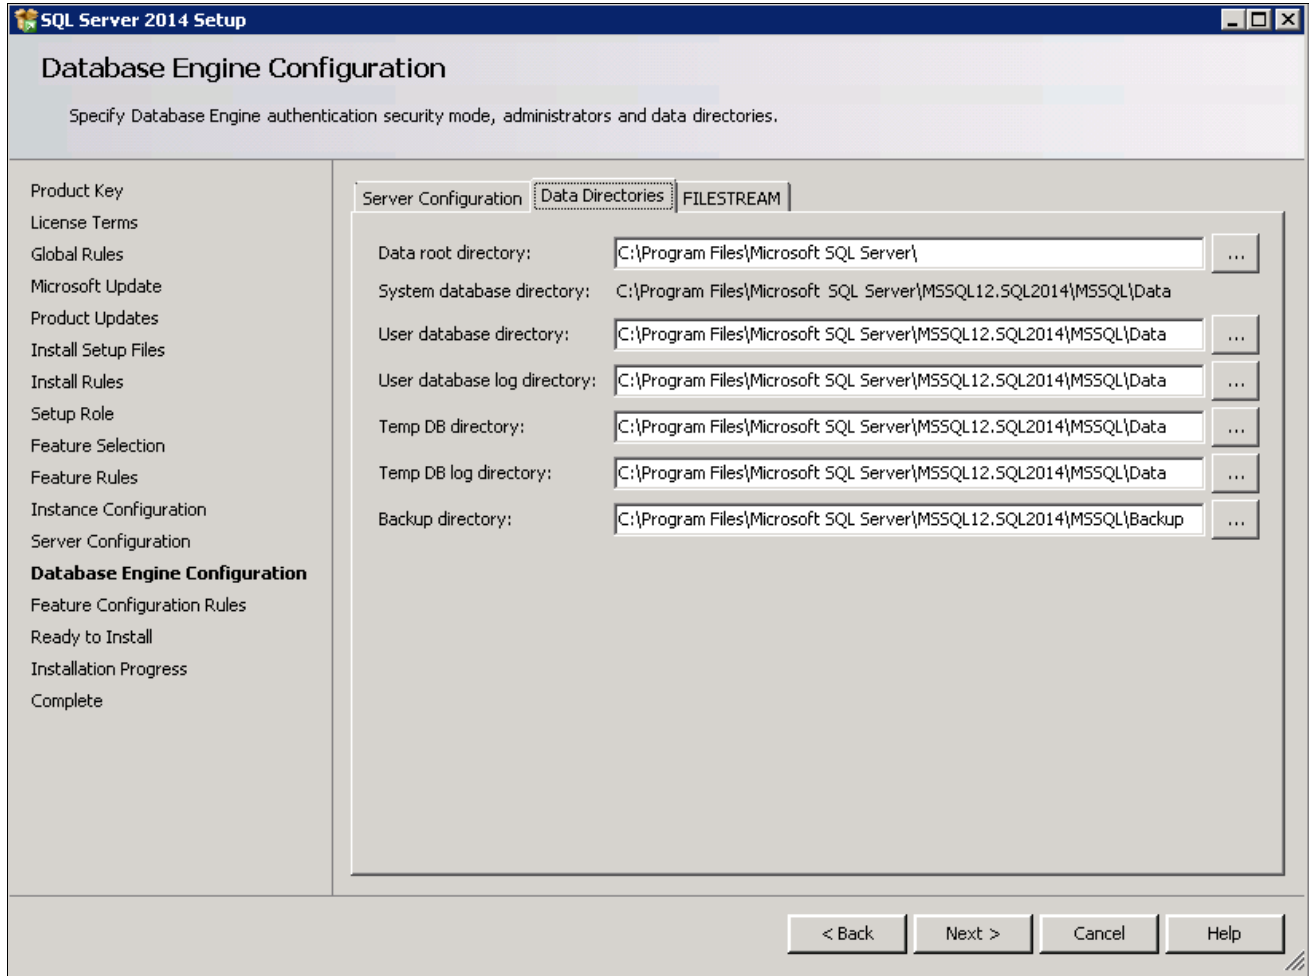 SQL Server 2014 Setup
Database Engine Configuration
Specify Database Engine authentication security mode, administrators and data directories.
Product Key
License Terms
Global Rules
Microsoft Update
Product Updates
Install Setup Files
Install Rules
Setup Role
Feature Selection
Feature Rules
Instance Configuration
Server Configuration
Database Engine Configuration
Feature Configuration Rules
Ready to Install
Installation Progress
Complete
Server Configuration Data Directories FILESTREAM
Data root directory: C:\Program Files\Microsoft SQL Server\ ...
System database directory: C:\Program Files\Microsoft SQL Server\MSSQL12.SQL2014\MSSQL\Data
User database directory: C:\Program Files\Microsoft SQL Server\MSSQL12.SQL2014\MSSQL\Data ...
User database log directory: C:\Program Files\Microsoft SQL Server\MSSQL12.SQL2014\MSSQL\Data ...
Temp DB directory: C:\Program Files\Microsoft SQL Server\MSSQL12.SQL2014\MSSQL\Data ...
Temp DB log directory: C:\Program Files\Microsoft SQL Server\MSSQL12.SQL2014\MSSQL\Data ...
Backup directory: C:\Program Files\Microsoft SQL Server\MSSQL12.SQL2014\MSSQL\Backup ...
< Back Next > Cancel Help